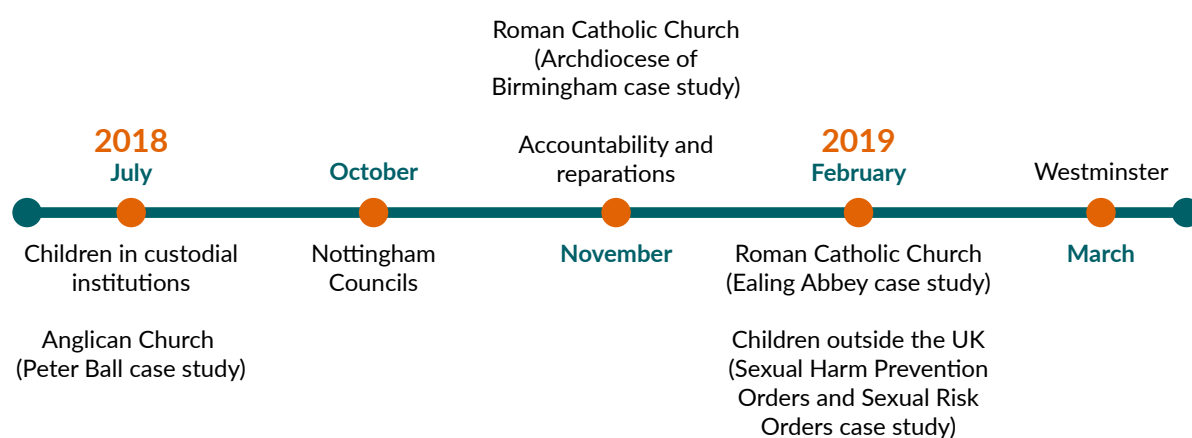 Roman Catholic Church
(Archdiocese of
Birmingham case study)
2018
July
October
Accountability and
reparations
2019
February
Westminster
Children in custodial
institutions
Anglican Church
(Peter Ball case study)
Nottingham
Councils
November
Roman Catholic Church
(Ealing Abbey case study)
Children outside the UK
(Sexual Harm Prevention
Orders and Sexual Risk
Orders case study)
March